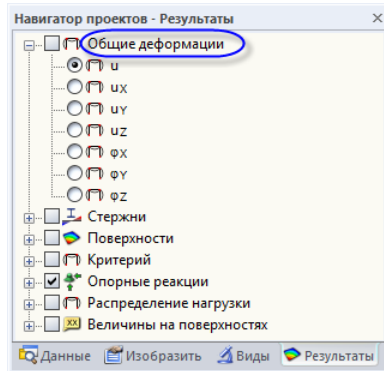 Навигатор проектов - Результаты
Общие деформации
u
uX
uY
uZ
φX
φY
φZ
Стержни
Поверхности
Критерий
Опорные реакции
Распределение нагрузки
xx Величины на поверхностях
Данные Изобразить Виды Результаты